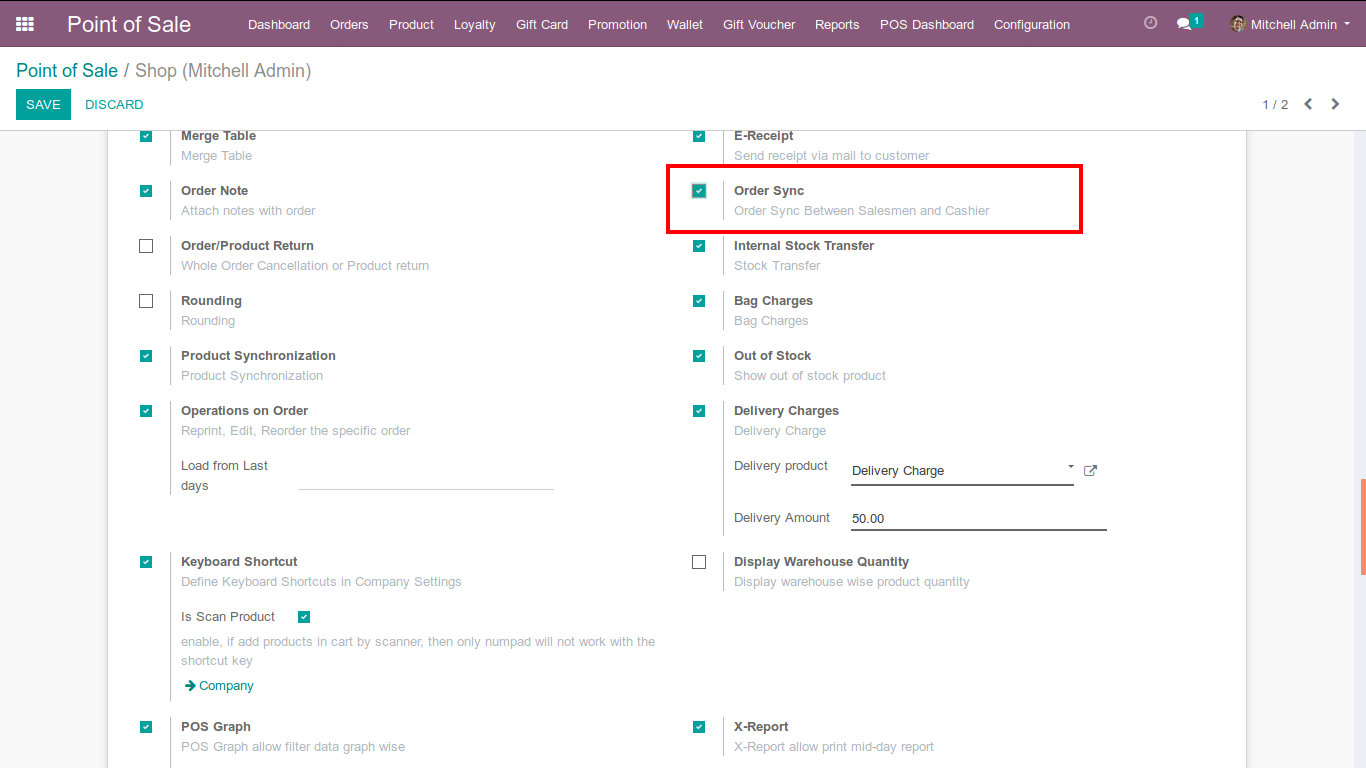 Point of Sale
Dashboard Orders Product Loyalty Gift Card Promotion Wallet Gift Voucher Reports POS Dashboard Configuration
1
Mitchell Admin
Point of Sale / Shop (Mitchell Admin)
SAVE DISCARD
1 / 2
Merge Table
Merge Table
E-Receipt
Send receipt via mail to customer
Order Note
Attach notes with order
Order Sync
Order Sync Between Salesmen and Cashier
Order/Product Return
Whole Order Cancellation or Product return
Internal Stock Transfer
Stock Transfer
Rounding
Rounding
Bag Charges
Bag Charges
Product Synchronization
Product Synchronization
Out of Stock
Show out of stock product
Operations on Order
Reprint, Edit, Reorder the specific order
Load from Last
days
Delivery Charges
Delivery Charge
Delivery product Delivery Charge
Delivery Amount 50.00
Keyboard Shortcut
Define Keyboard Shortcuts in Company Settings
Is Scan Product
enable, if add products in cart by scanner, then only numpad will not work with the
shortcut key
Company
Display Warehouse Quantity
Display warehouse wise product quantity
POS Graph
POS Graph allow filter data graph wise
X-Report
X-Report allow print mid-day report